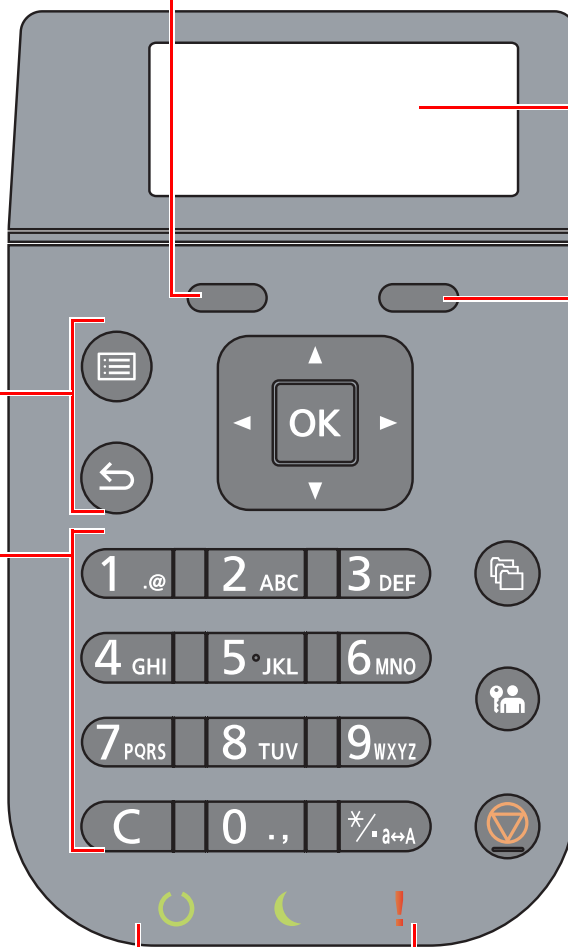 OK
1 .@ 2 ABC 3 DEF
4 GHI 5 JKL 6 MNO
7 PQRS 8 TUV 9 WXYZ
C 0 ., */. a↔A
!